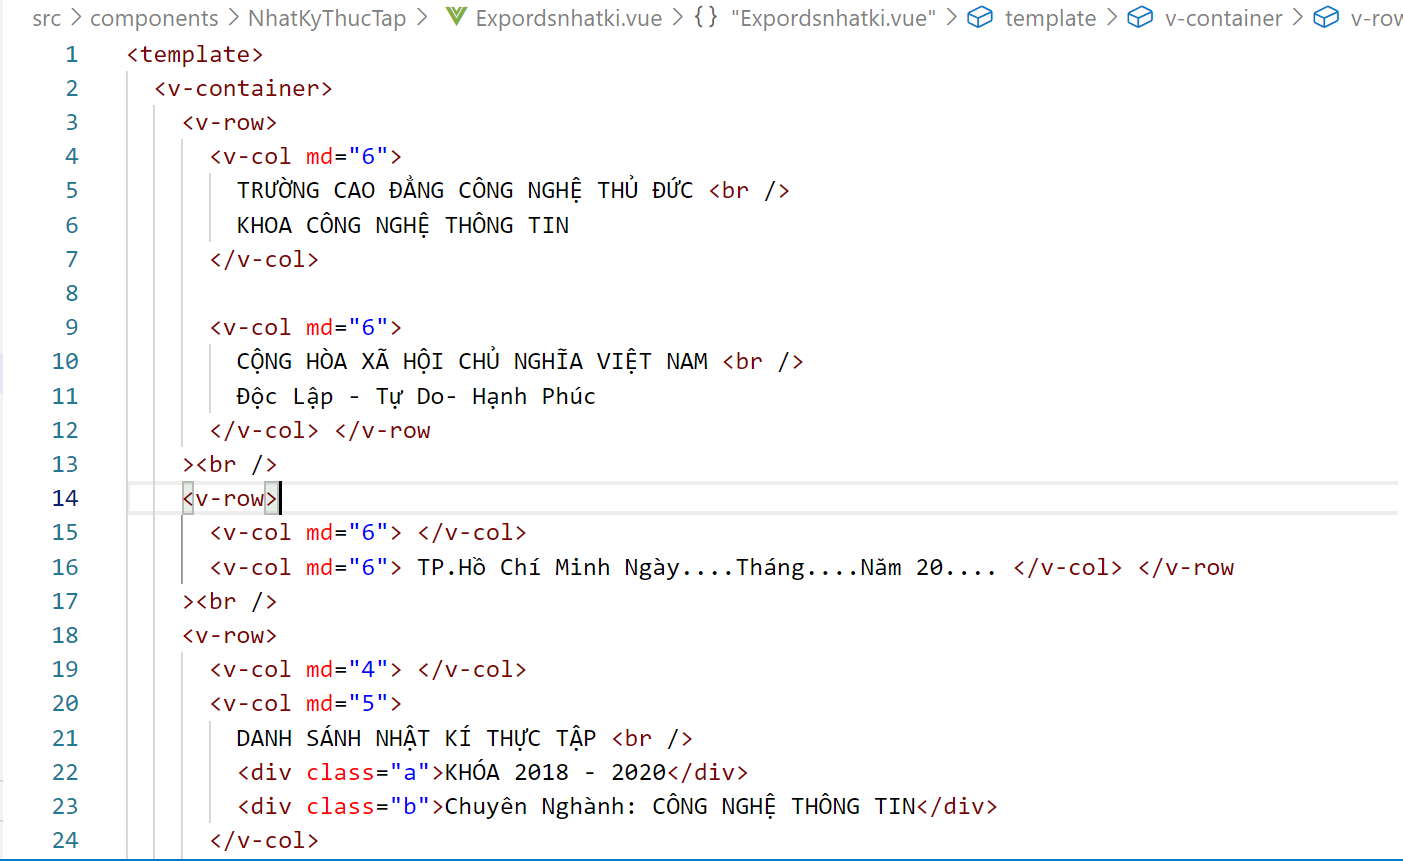 src > components > NhatKyThucTap > Expordsnhatki.vue > {} "Expordsnhatki.vue" > template > v-container > v-row
1 <template>
2 <v-container>
3 <v-row>
4 <v-col md="6">
5 TRƯỜNG CAO ĐẲNG CÔNG NGHỆ THỦ ĐỨC <br />
6 KHOA CÔNG NGHỆ THÔNG TIN
7 </v-col>
8
9 <v-col md="6">
10 CỘNG HÒA XÃ HỘI CHỦ NGHĨA VIỆT NAM <br />
11 Độc Lập - Tự Do- Hạnh Phúc
12 </v-col> </v-row
13 ><br />
14 <v-row>
15 <v-col md="6"> </v-col>
16 <v-col md="6"> TP.Hồ Chí Minh Ngày....Tháng....Năm 20.... </v-col> </v-row
17 ><br />
18 <v-row>
19 <v-col md="4"> </v-col>
20 <v-col md="5">
21 DANH SÁNH NHẬT KÍ THỰC TẬP <br />
22 <div class="a">KHÓA 2018 - 2020</div>
23 <div class="b">Chuyên Nghành: CÔNG NGHỆ THÔNG TIN</div>
24 </v-col>